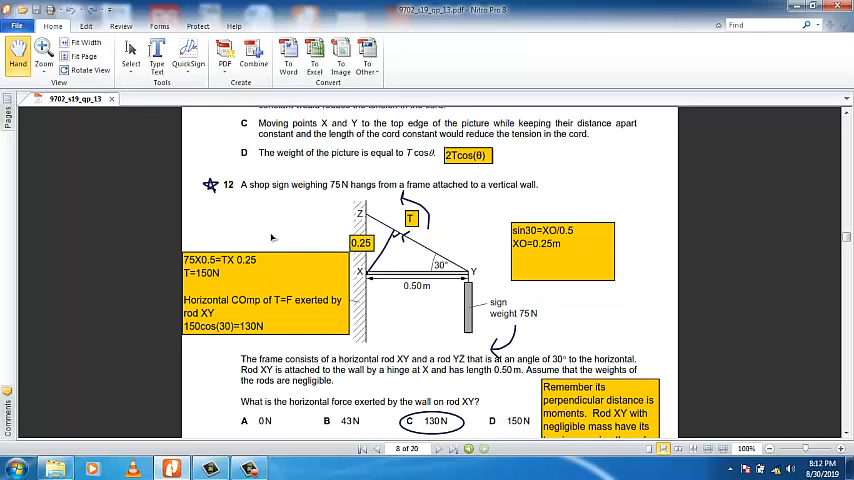 9702_s19_qp_13.pdf - Nitro Pro 8
File
Home
Review
Forms
Protect
Help
Find
Hand
Zoom
Fit Width
Fit Page
Rotate View
View
Select
Type Text
QuickSign
Tools
PDF
Combine
Create
To Word
To Excel
To Image
To Other
Convert
9702_s19_qp_13
Pages
Comments
constant would reduce the tension in the cord.
C Moving points X and Y to the top edge of the picture while keeping their distance apart
constant and the length of the cord constant would reduce the tension in the cord.
D The weight of the picture is equal to T cosθ.
2Tcos(θ)
12 A shop sign weighing 75 N hangs from a frame attached to a vertical wall.
Z
T
0.25
X
30°
Y
0.50 m
sign
weight 75 N
sin30=XO/0.5
XO=0.25m
75X0.5=TX 0.25
T=150N
Horizontal COmp of T=F exerted by
rod XY
150cos(30)=130N
The frame consists of a horizontal rod XY and a rod YZ that is at an angle of 30° to the horizontal.
Rod XY is attached to the wall by a hinge at X and has length 0.50 m. Assume that the weights of
the rods are negligible.
What is the horizontal force exerted by the wall on rod XY?
A 0 N B 43 N C 130 N D 150 N
Remember its
perpendicular distance is
moments. Rod XY with
negligible mass have its
8 of 20
100%
8:12 PM
8/30/2019